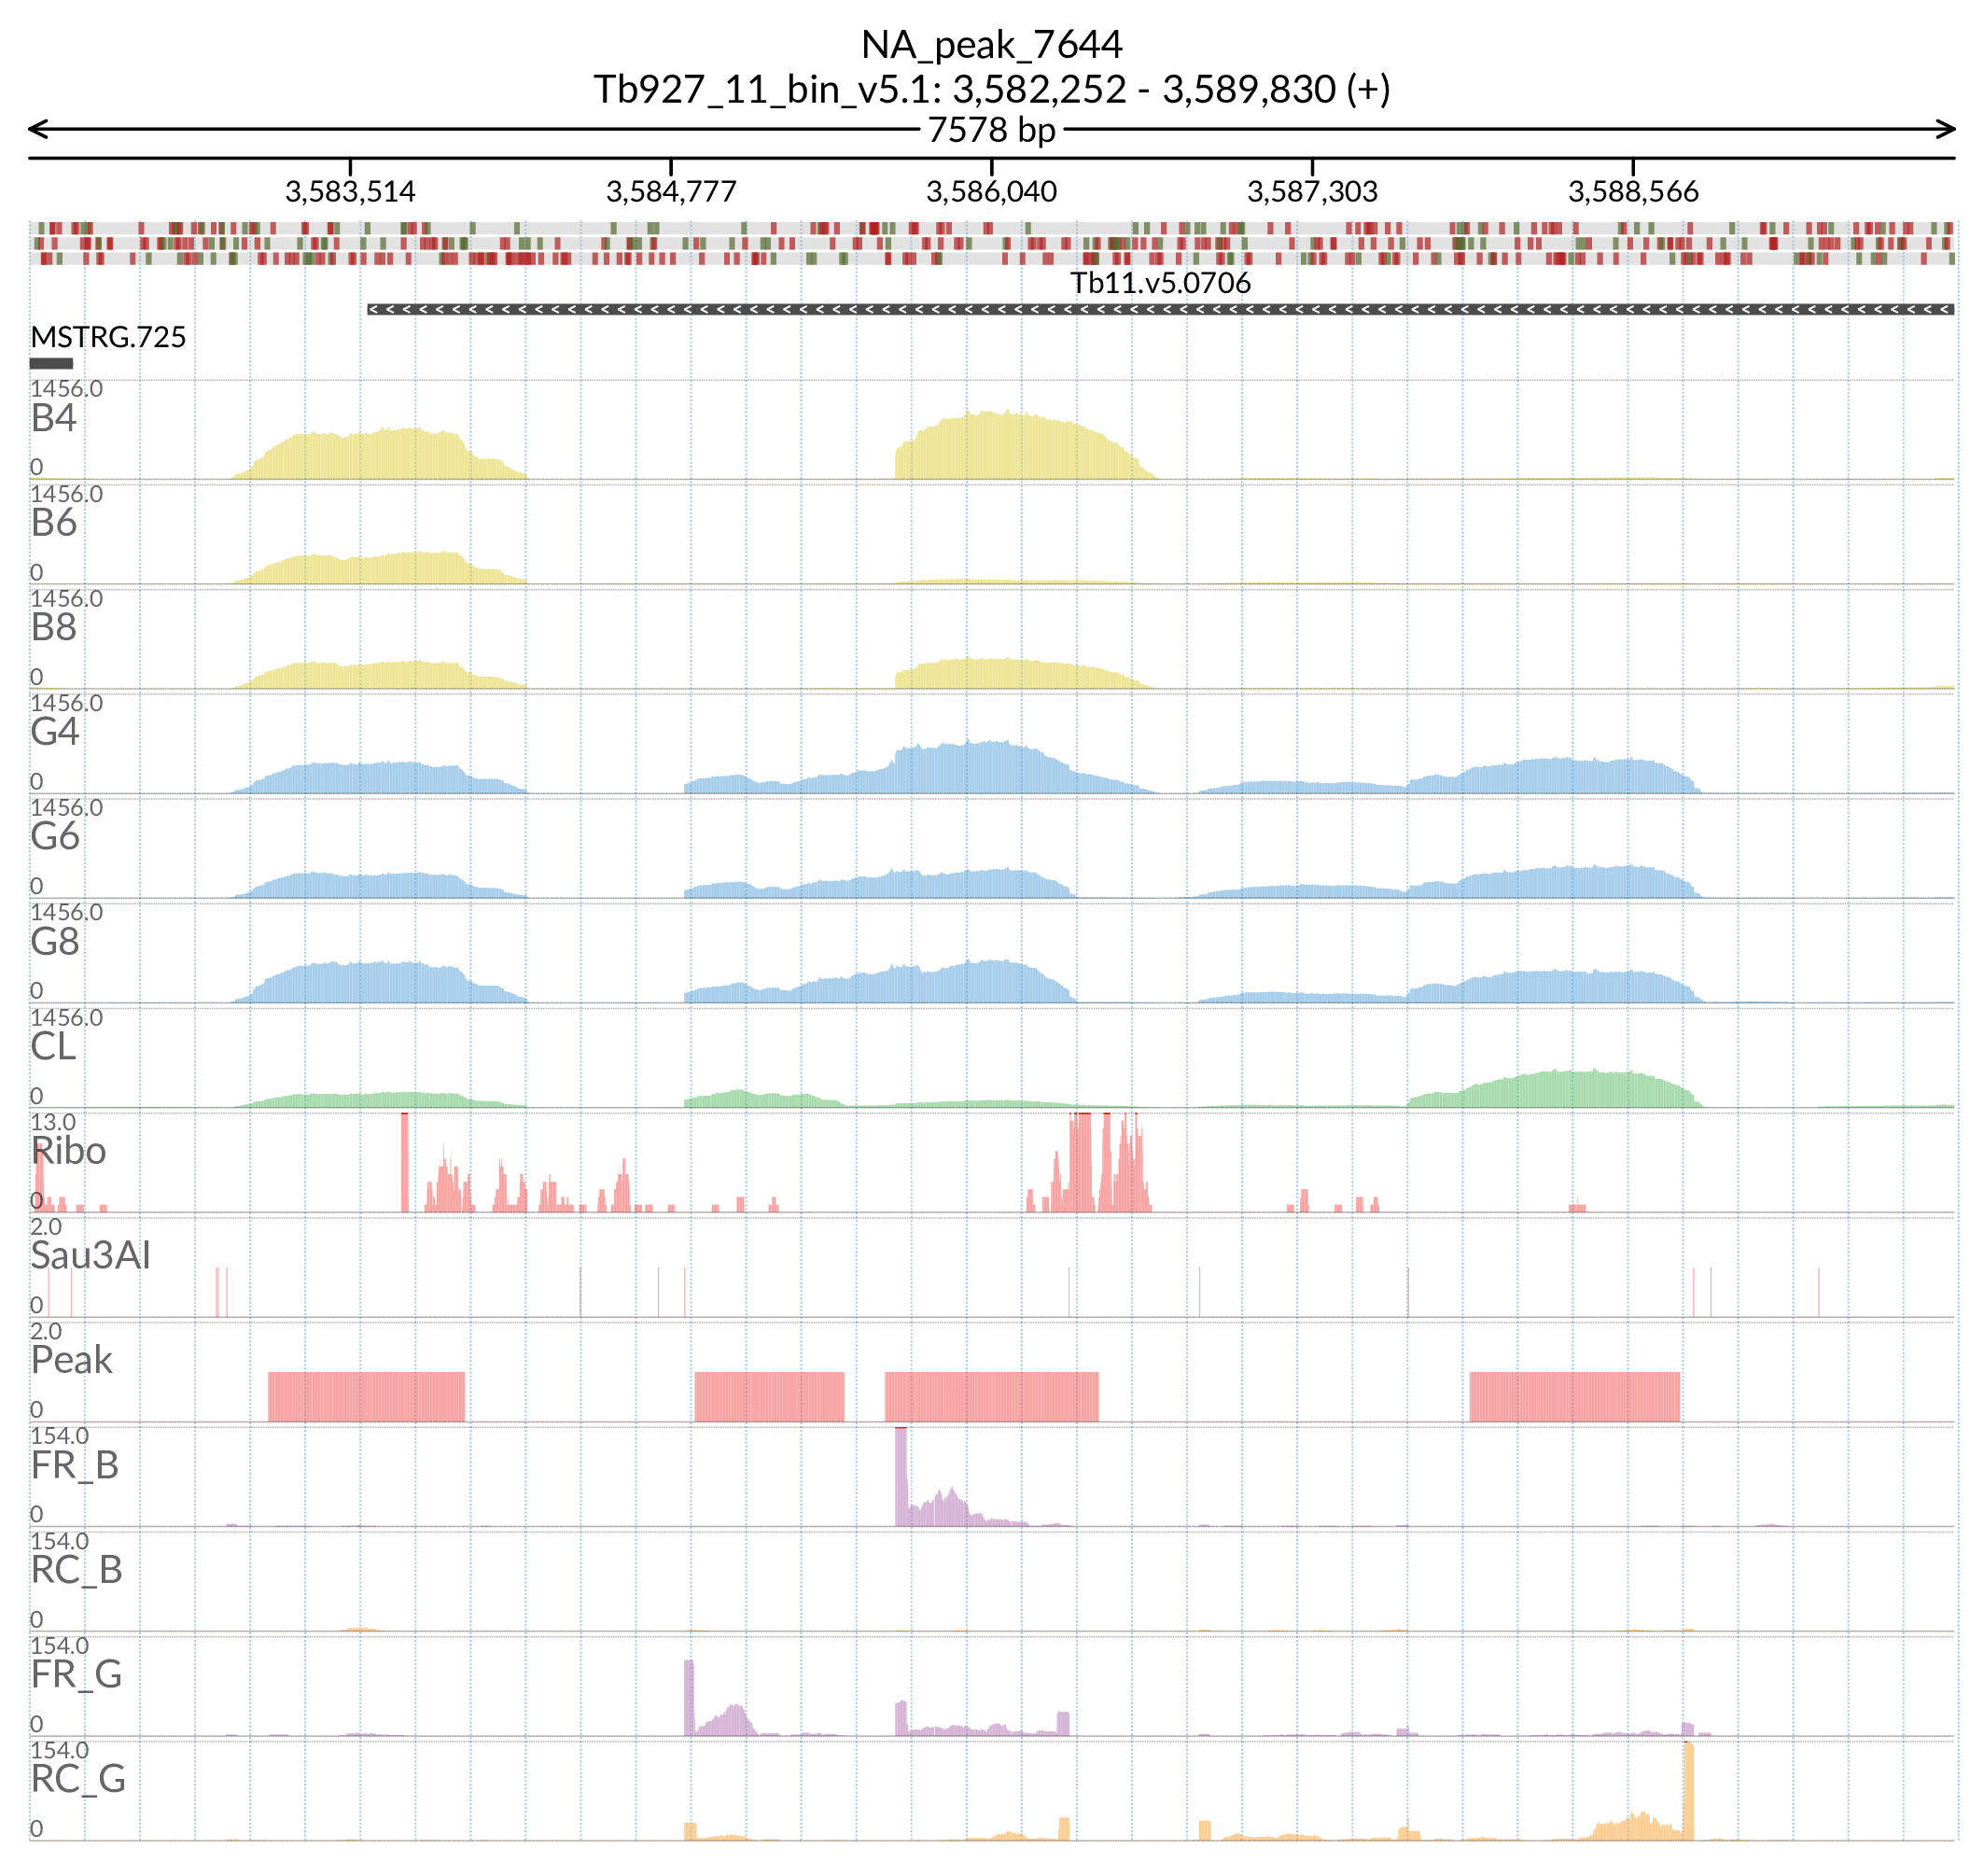 NA_peak_7644
Tb927_11_bin_v5.1: 3,582,252 - 3,589,830 (+)
7578 bp
3,583,514 3,584,777 3,586,040 3,587,303 3,588,566
Tb11.v5.0706
MSTRG.725
1456.0
B4
0
1456.0
B6
0
1456.0
B8
0
1456.0
G4
0
1456.0
G6
0
1456.0
G8
0
1456.0
CL
0
13.0
Ribo
0
2.0
Sau3AI
0
2.0
Peak
0
154.0
FR_B
0
154.0
RC_B
0
154.0
FR_G
0
154.0
RC_G
0